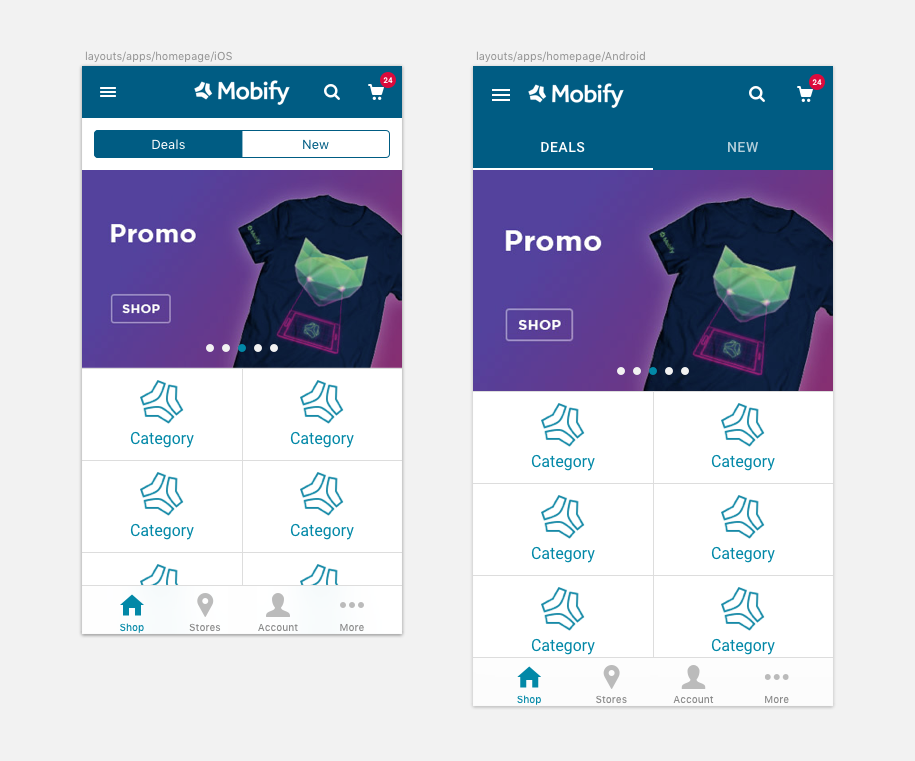 layouts/apps/homepage/iOS
Mobify
24
Deals
New
Promo
SHOP
Category
Category
Category
Category
Shop
Stores
Account
More
layouts/apps/homepage/Android
Mobify
24
DEALS
NEW
Promo
SHOP
Category
Category
Category
Category
Category
Category
Shop
Stores
Account
More